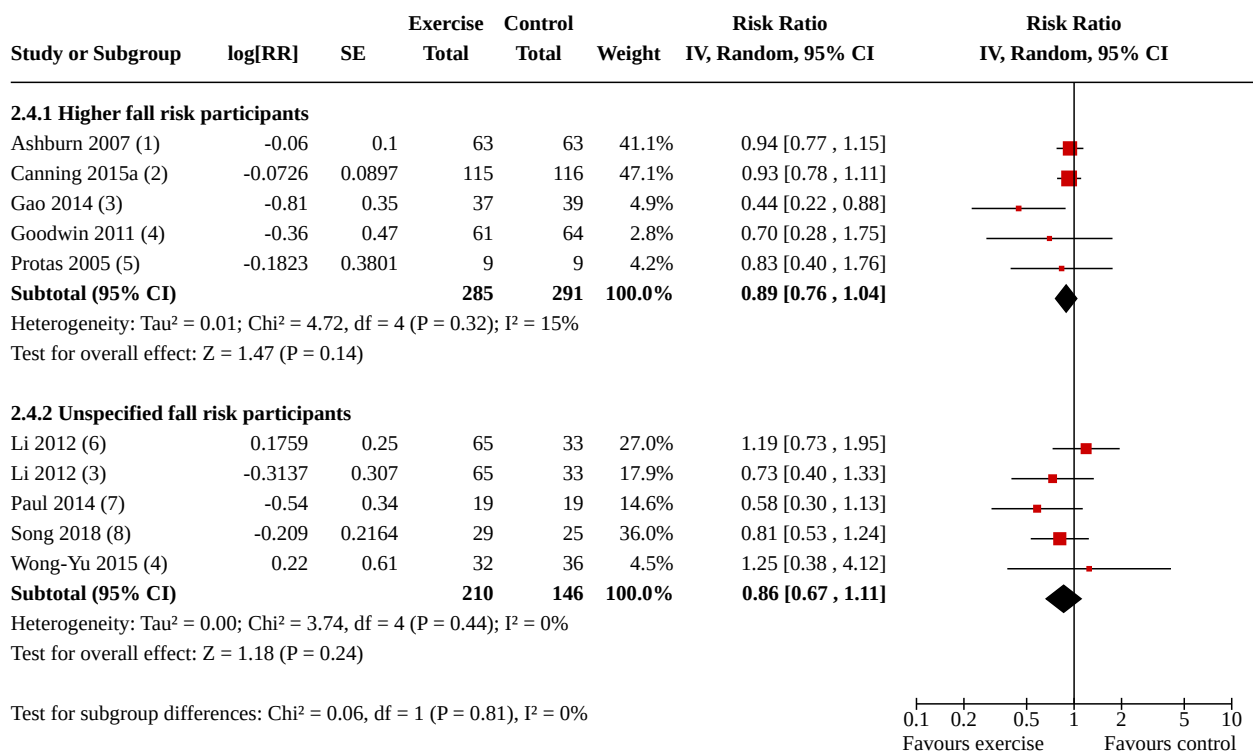 Exercise Control Risk Ratio Risk Ratio
Study or Subgroup log[RR] SE Total Total Weight IV, Random, 95% CI IV, Random, 95% CI
2.4.1 Higher fall risk participants
Ashburn 2007 (1) -0.06 0.1 63 63 41.1% 0.94 [0.77 , 1.15]
Canning 2015a (2) -0.0726 0.0897 115 116 47.1% 0.93 [0.78 , 1.11]
Gao 2014 (3) -0.81 0.35 37 39 4.9% 0.44 [0.22 , 0.88]
Goodwin 2011 (4) -0.36 0.47 61 64 2.8% 0.70 [0.28 , 1.75]
Protas 2005 (5) -0.1823 0.3801 9 9 4.2% 0.83 [0.40 , 1.76]
Subtotal (95% CI) 285 291 100.0% 0.89 [0.76 , 1.04]
Heterogeneity: Tau² = 0.01; Chi² = 4.72, df = 4 (P = 0.32); I² = 15%
Test for overall effect: Z = 1.47 (P = 0.14)
2.4.2 Unspecified fall risk participants
Li 2012 (6) 0.1759 0.25 65 33 27.0% 1.19 [0.73 , 1.95]
Li 2012 (3) -0.3137 0.307 65 33 17.9% 0.73 [0.40 , 1.33]
Paul 2014 (7) -0.54 0.34 19 19 14.6% 0.58 [0.30 , 1.13]
Song 2018 (8) -0.209 0.2164 29 25 36.0% 0.81 [0.53 , 1.24]
Wong-Yu 2015 (4) 0.22 0.61 32 36 4.5% 1.25 [0.38 , 4.12]
Subtotal (95% CI) 210 146 100.0% 0.86 [0.67 , 1.11]
Heterogeneity: Tau² = 0.00; Chi² = 3.74, df = 4 (P = 0.44); I² = 0%
Test for overall effect: Z = 1.18 (P = 0.24)
Test for subgroup differences: Chi² = 0.06, df = 1 (P = 0.81), I² = 0%
0.1 0.2 0.5 1 2 5 10
Favours exercise Favours control